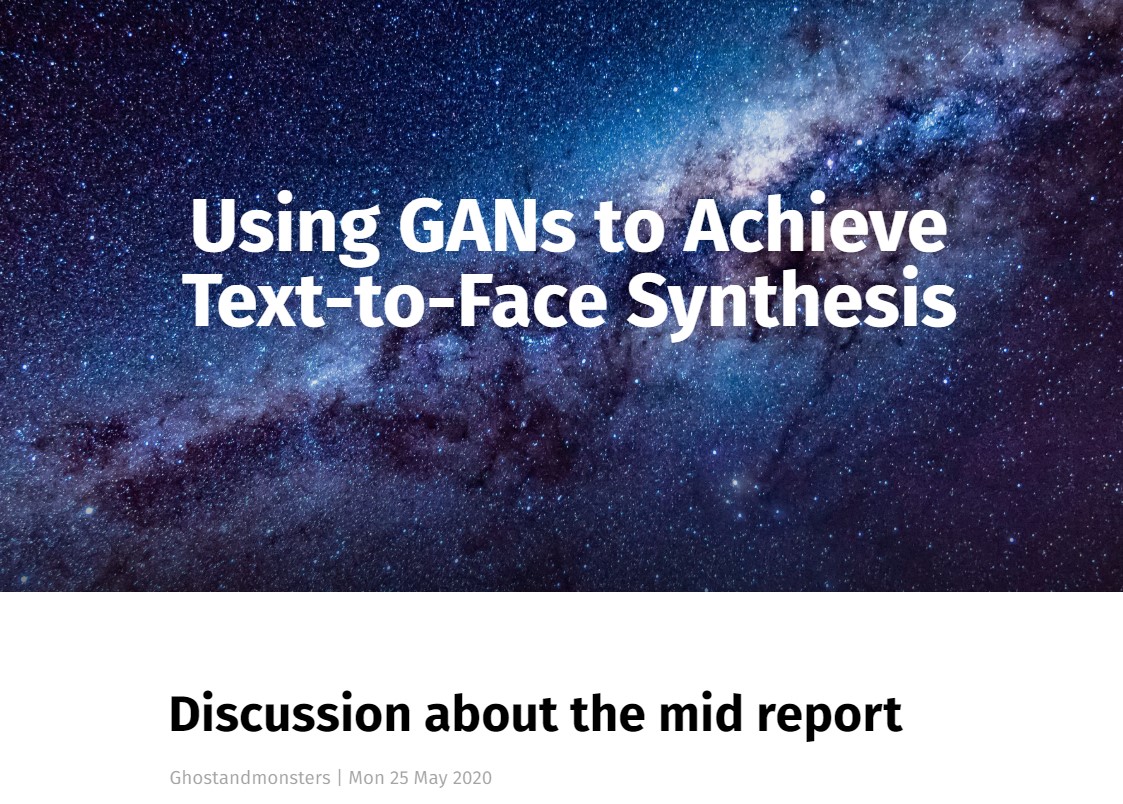 Using GANs to Achieve
Text-to-Face Synthesis
Discussion about the mid report
Ghostandmonsters | Mon 25 May 2020